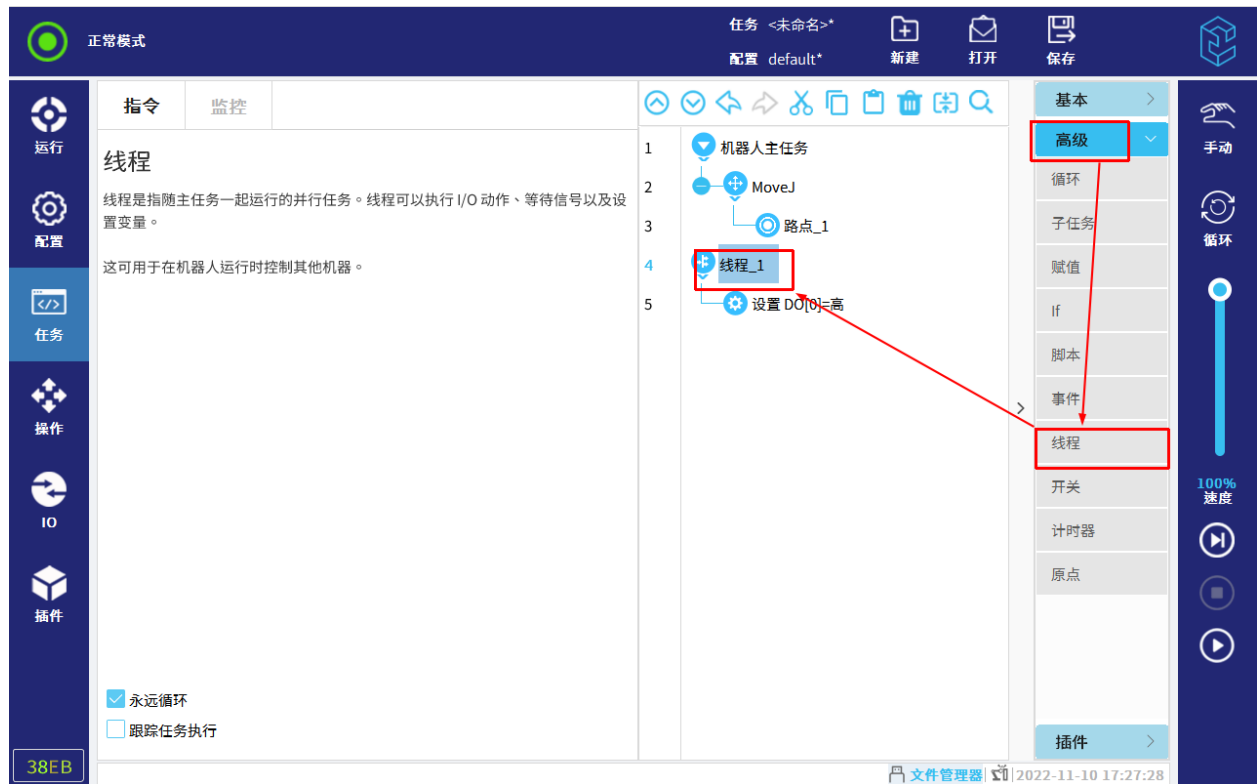 正常模式
任务 <未命名>*
配置 default*
新建
打开
保存
运行
配置
任务
操作
IO
插件
38EB
指令
监控
线程
线程是指随主任务一起运行的并行任务。线程可以执行 I/O 动作、等待信号以及设
置变量。
这可用于在机器人运行时控制其他机器。
永远循环
跟踪任务执行
1 机器人主任务
2 MoveJ
3 路点_1
4 线程_1
5 设置 DO[0]=高
基本
高级
循环
子任务
赋值
If
脚本
事件
线程
开关
计时器
原点
插件
手动
循环
100%
速度
文件管理器
2022-11-10 17:27:28